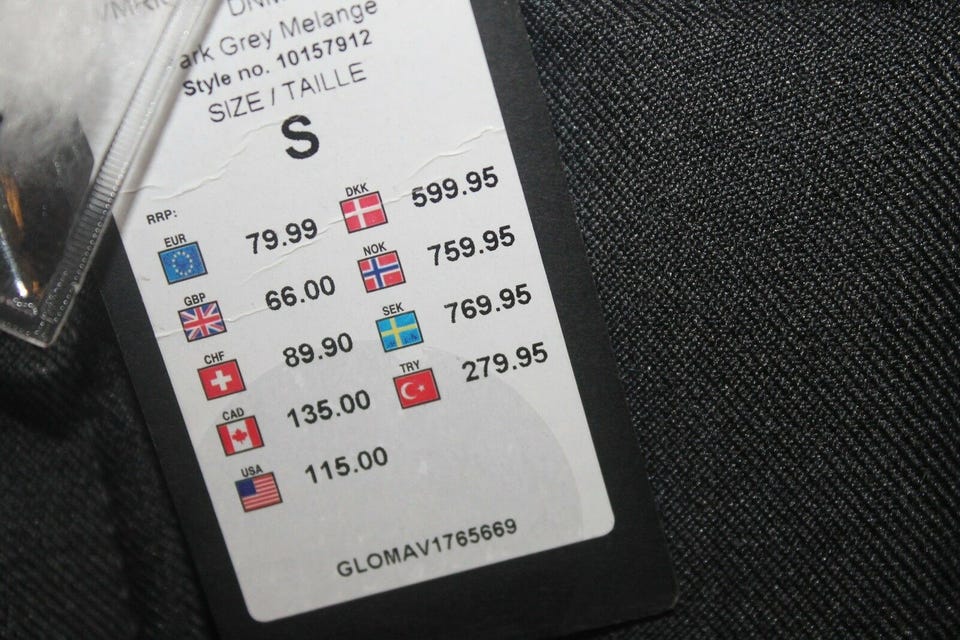 DNM
ark Grey Melange
Style no. 10157912
SIZE / TAILLE
S
RRP:
EUR 79.99 DKK 599.95
GBP 66.00 NOK 759.95
CHF 89.90 SEK 769.95
CAD 135.00 TRY 279.95
USA 115.00
GLOMAV1765669